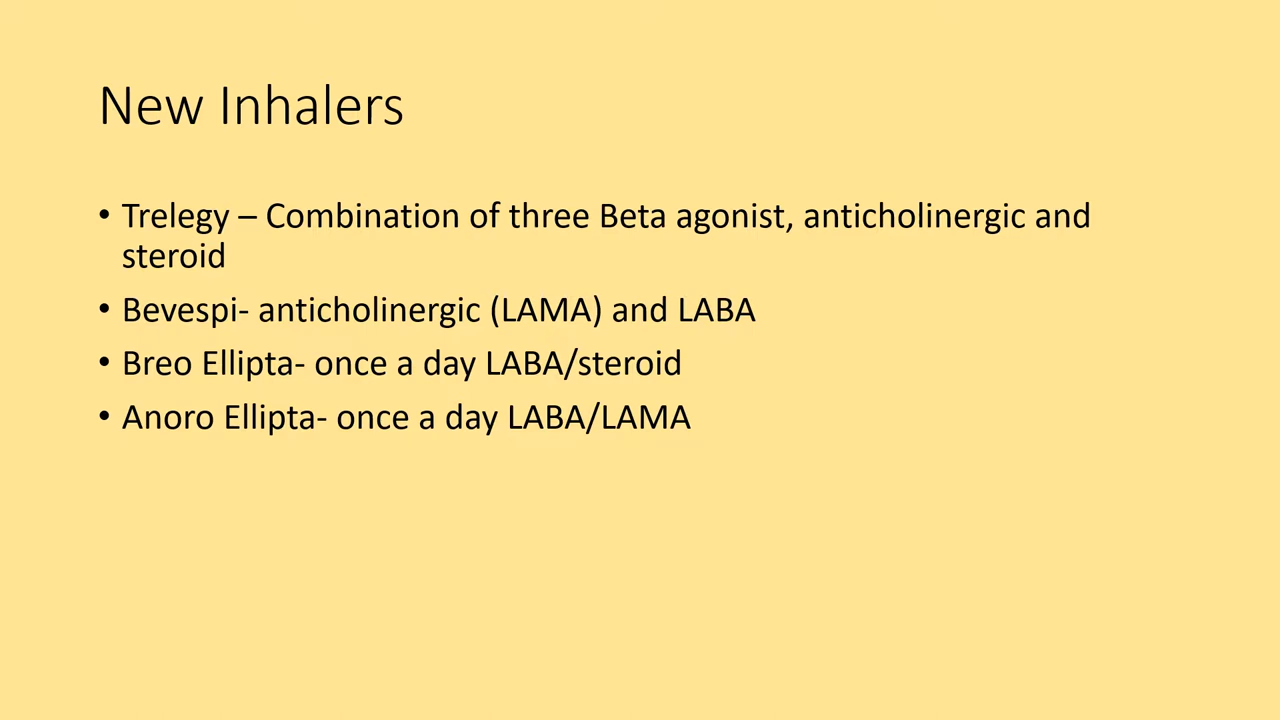 New Inhalers
• Trelegy – Combination of three Beta agonist, anticholinergic and
steroid
• Bevespi- anticholinergic (LAMA) and LABA
• Breo Ellipta- once a day LABA/steroid
• Anoro Ellipta- once a day LABA/LAMA